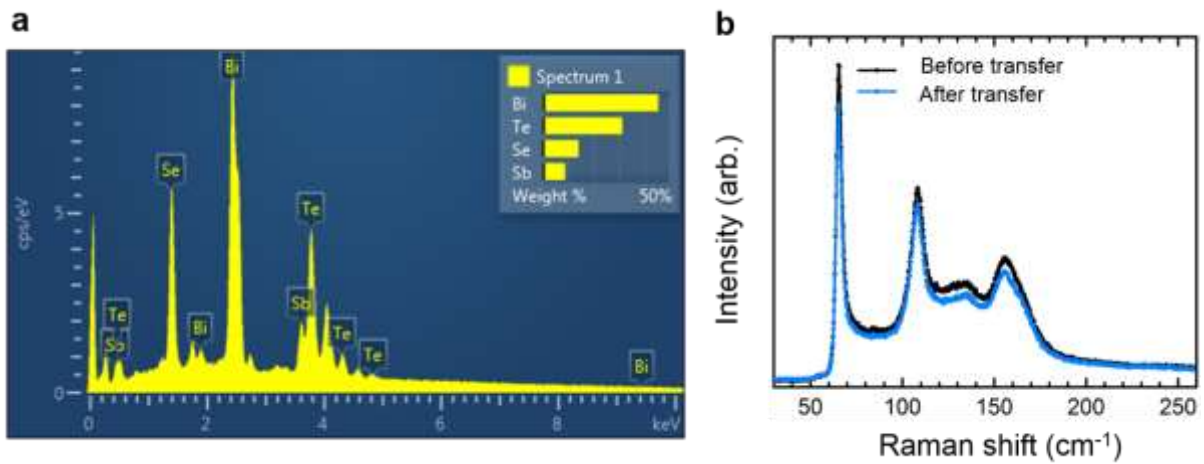 a
cps/eV
5
0
0
2
4
6
8
keV
Te
Sb
Se
Bi
Bi
Sb
Te
Te
Te
Bi
Spectrum 1
Bi
Te
Se
Sb
Weight % 50%
b
Before transfer
After transfer
Intensity (arb.)
50 100 150 200 250
Raman shift (cm⁻¹)